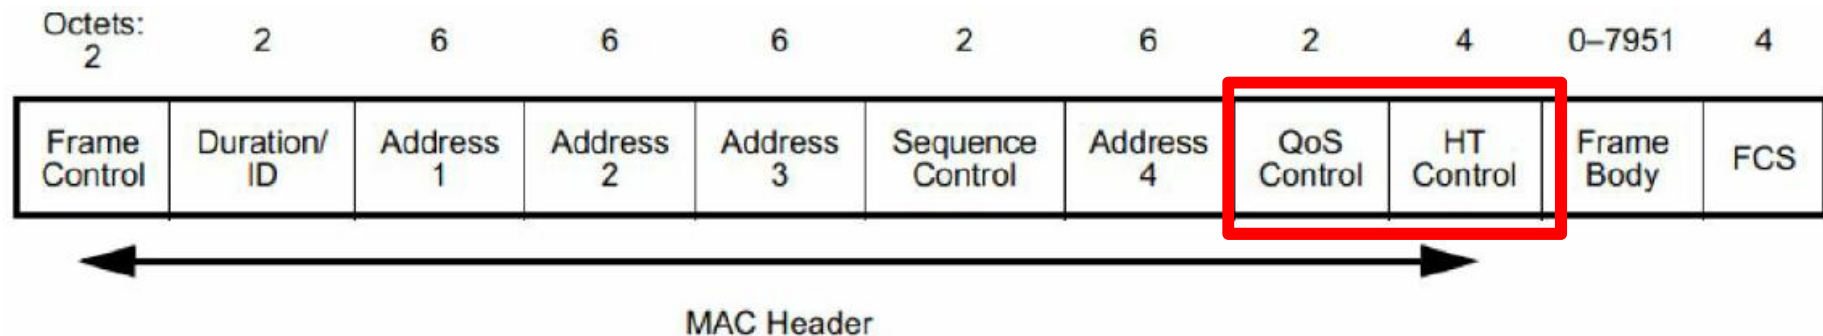 Octets:
2 2 6 6 6 2 6 2 4 0–7951 4
Frame Control Duration/ ID Address 1 Address 2 Address 3 Sequence Control Address 4 QoS Control HT Control Frame Body FCS
MAC Header